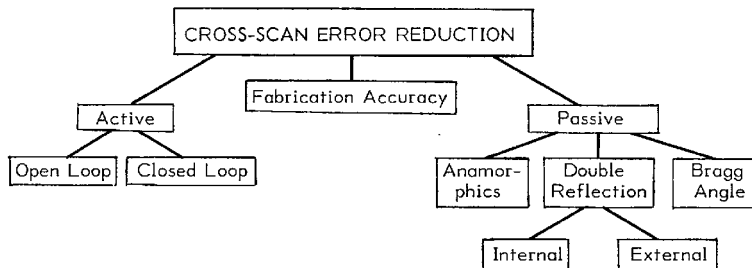 CROSS-SCAN ERROR REDUCTION
Fabrication Accuracy
Active
Passive
Open Loop
Closed Loop
Anamor-
phics
Double
Reflection
Bragg
Angle
Internal
External